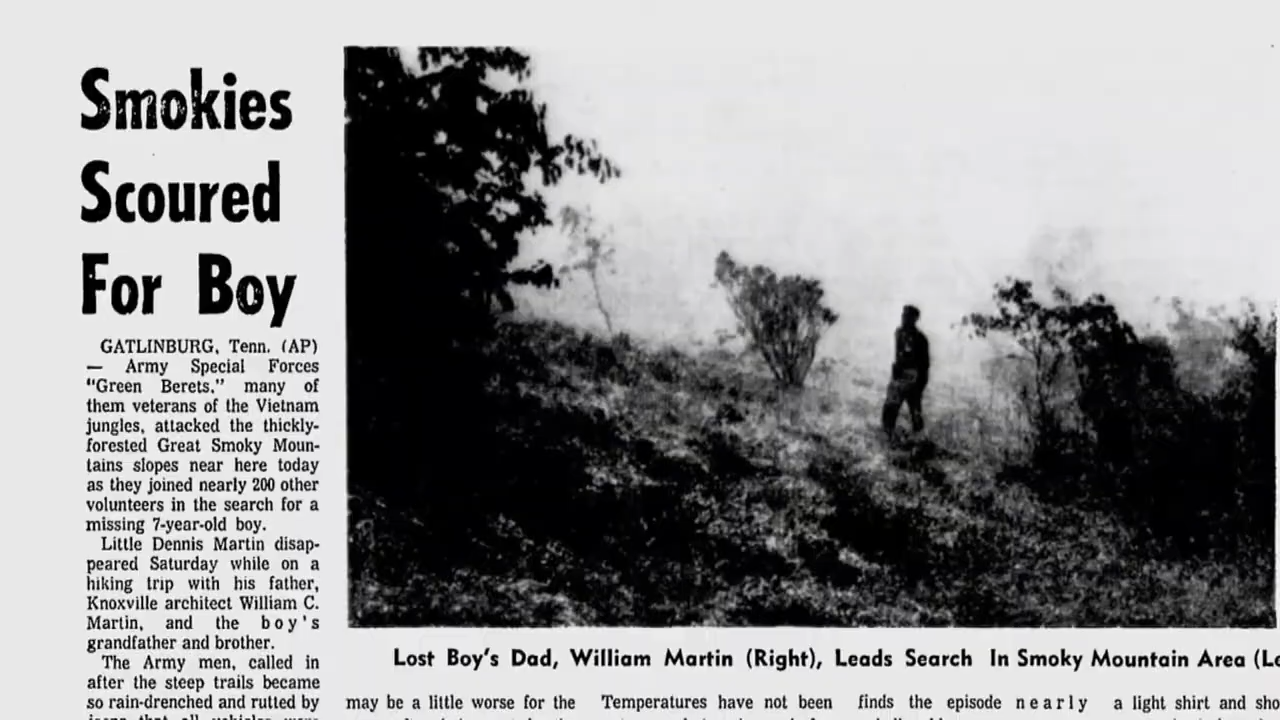 Smokies
Scoured
For Boy
GATLINBURG, Tenn. (AP)
— Army Special Forces
"Green Berets," many of
them veterans of the Vietnam
jungles, attacked the thickly-
forested Great Smoky Moun-
tains slopes near here today
as they joined nearly 200 other
volunteers in the search for a
missing 7-year-old boy.
Little Dennis Martin disap-
peared Saturday while on a
hiking trip with his father,
Knoxville architect William C.
Martin, and the boy's
grandfather and brother.
The Army men, called in
after the steep trails became
so rain-drenched and rutted by
Lost Boy's Dad, William Martin (Right), Leads Search In Smoky Mountain Area
may be a little worse for the
Temperatures have not been
finds the episode nearly
a light shirt and